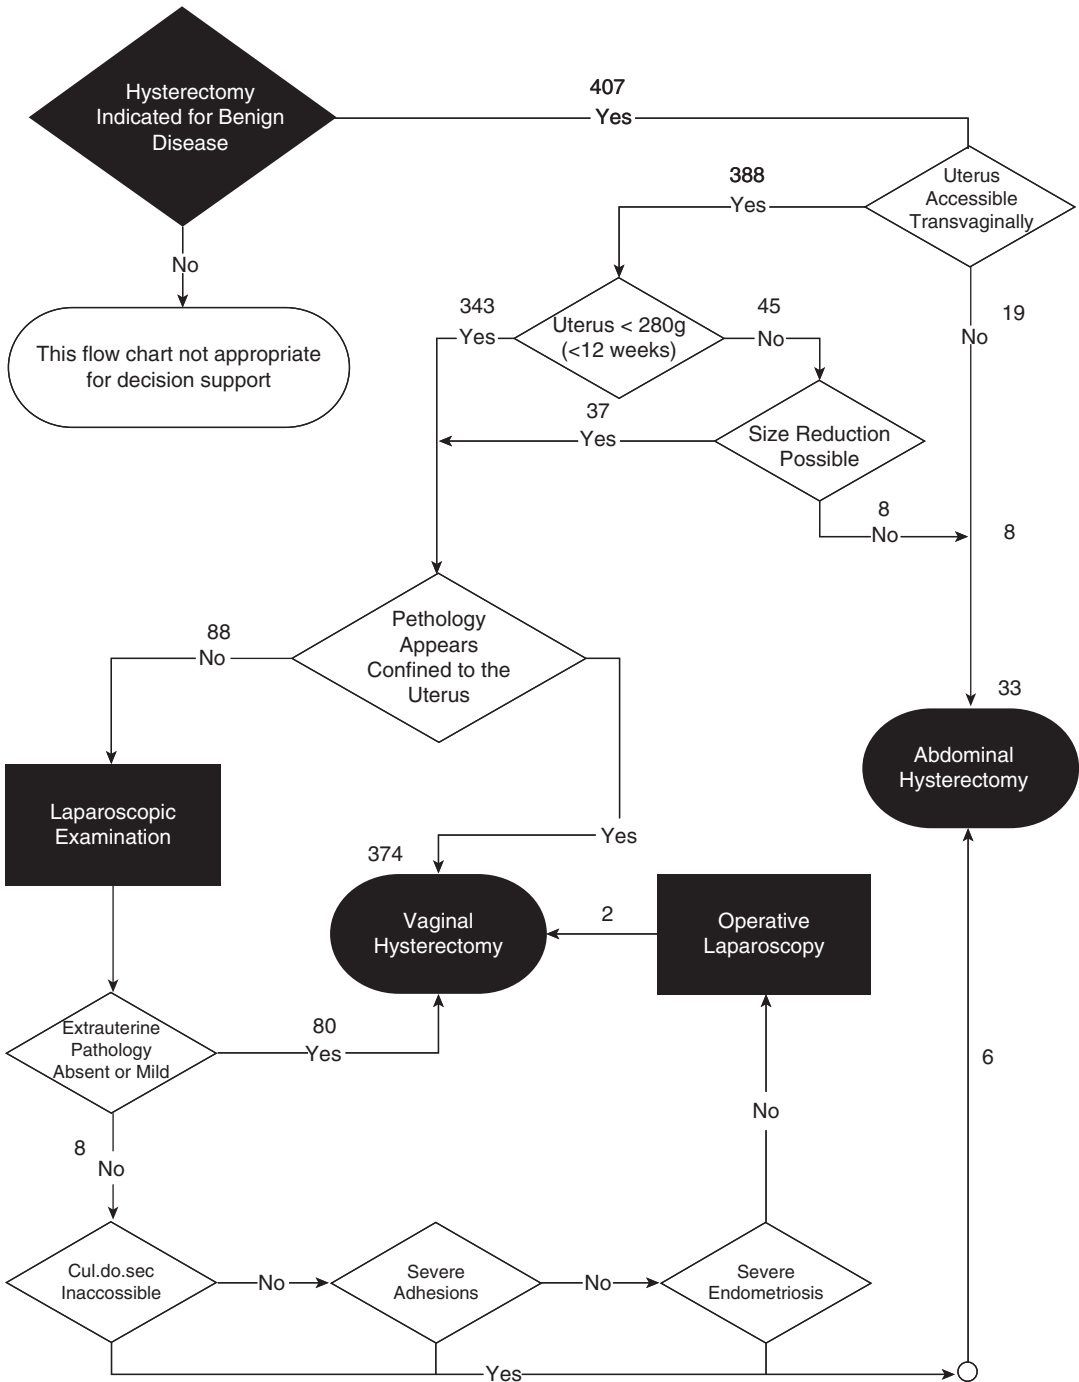 Hysterectomy
Indicated for Benign
Disease
407
Yes
No
This flow chart not appropriate
for decision support
Uterus
Accessible
Transvaginally
388
Yes
19
No
Uterus < 280g
(<12 weeks)
343
Yes
45
No
Size Reduction
Possible
37
Yes
8
No
8
Pethology
Appears
Confined to the
Uterus
88
No
Yes
33
Abdominal
Hysterectomy
Laparoscopic
Examination
374
Vaginal
Hysterectomy
2
Operative
Laparoscopy
Extrauterine
Pathology
Absent or Mild
80
Yes
6
No
8
No
Cul.do.sec
Inaccossible
No
Severe
Adhesions
No
Severe
Endometriosis
Yes